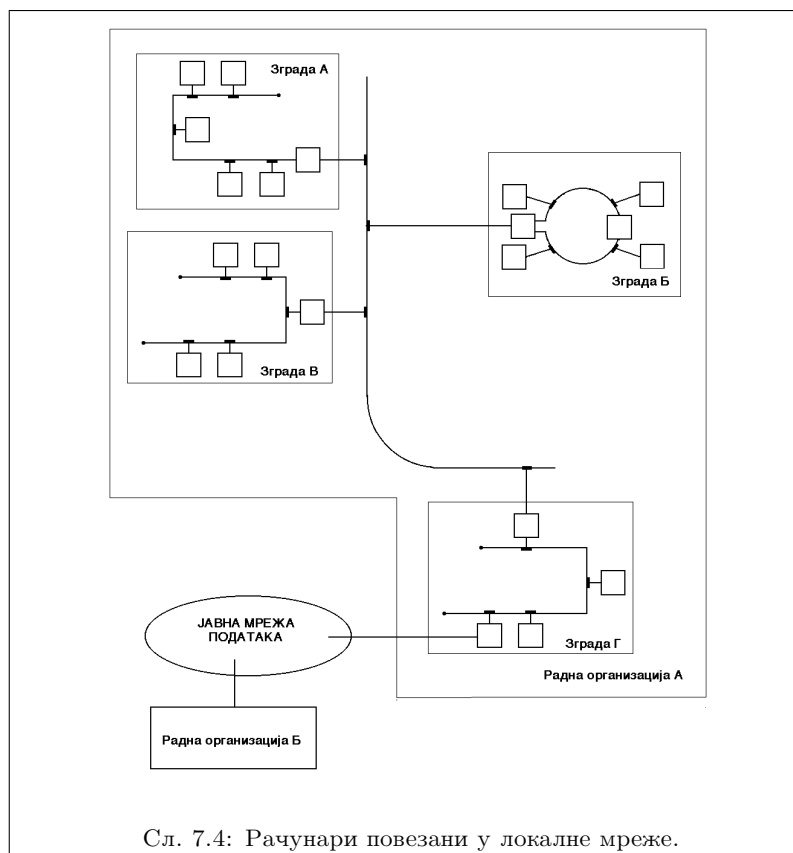 Зграда А
Зграда Б
Зграда В
ЈАВНА МРЕЖА
ПОДАТАКА
Зграда Г
Радна организација А
Радна организација Б
Сл. 7.4: Рачунари повезани у локалне мреже.